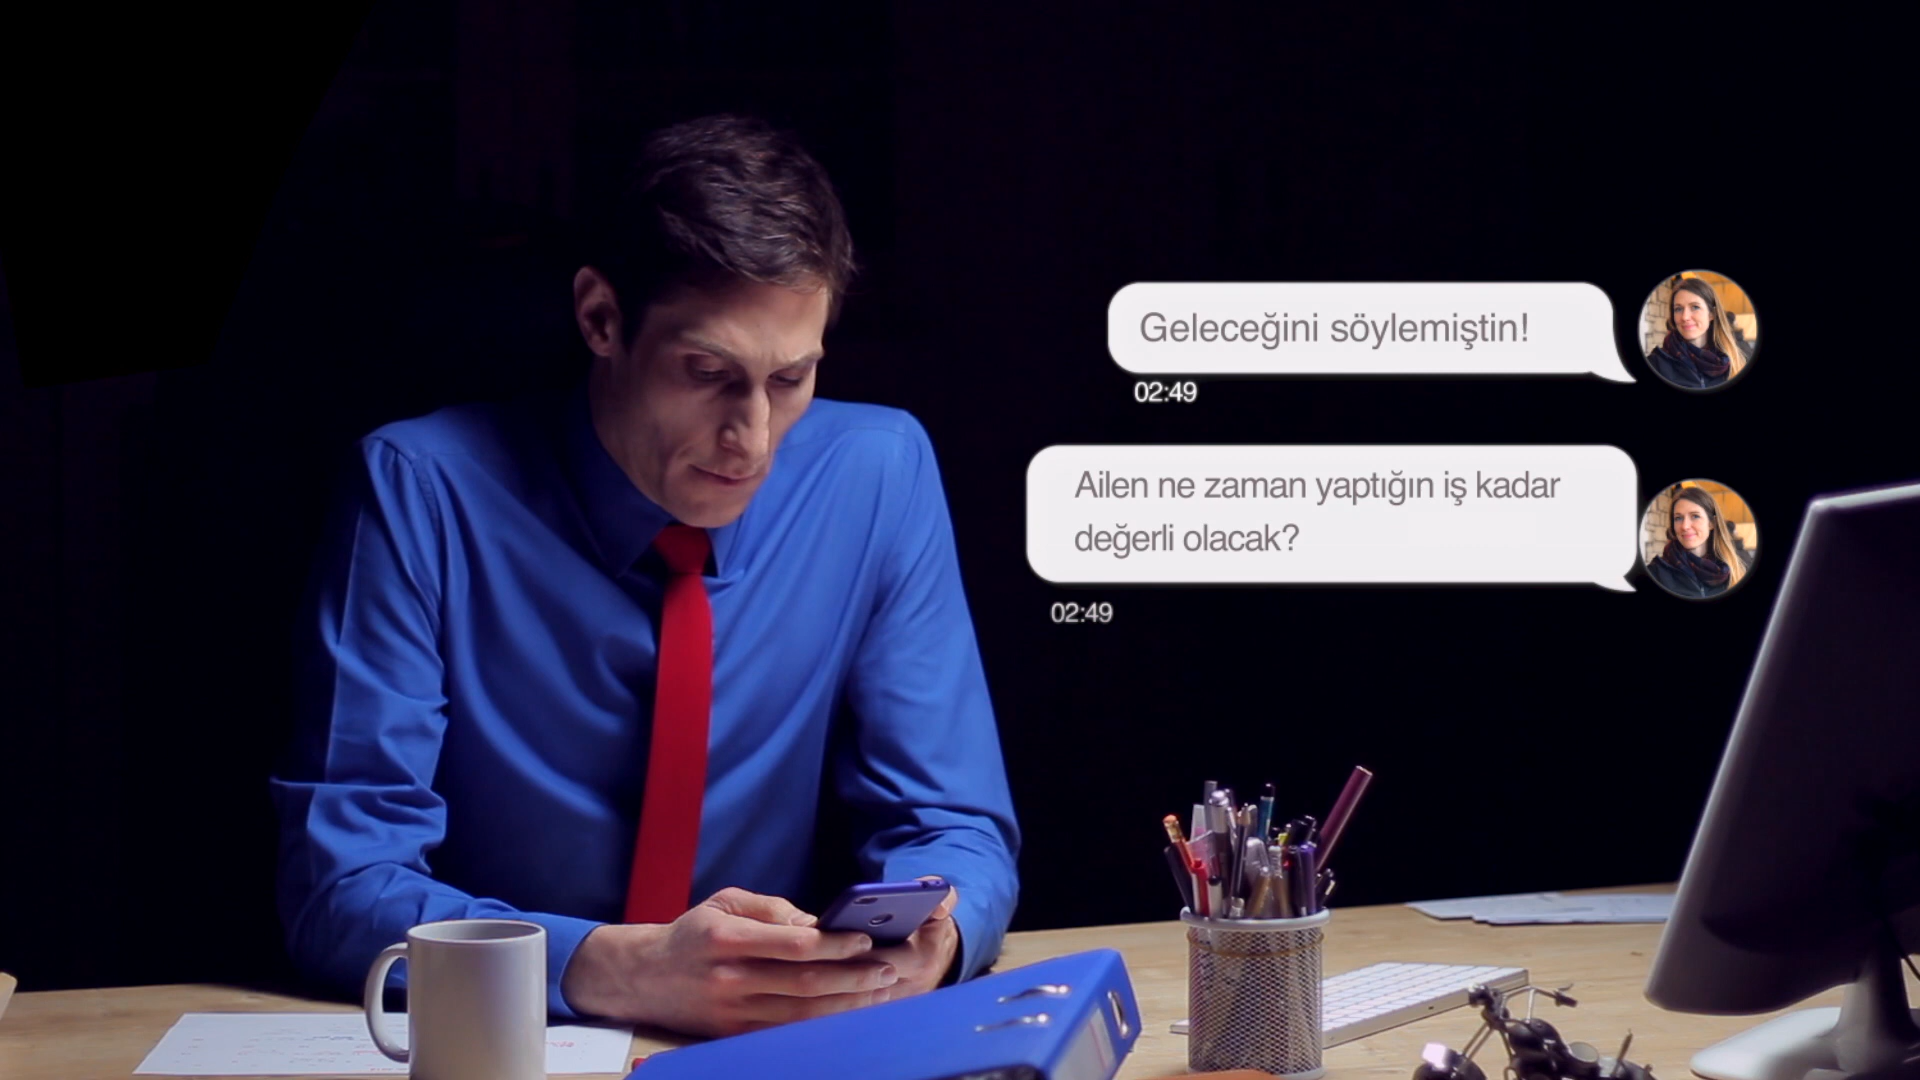 Geleceğini söylemiştin!
02:49
Ailen ne zaman yaptığın iş kadar
değerli olacak?
02:49